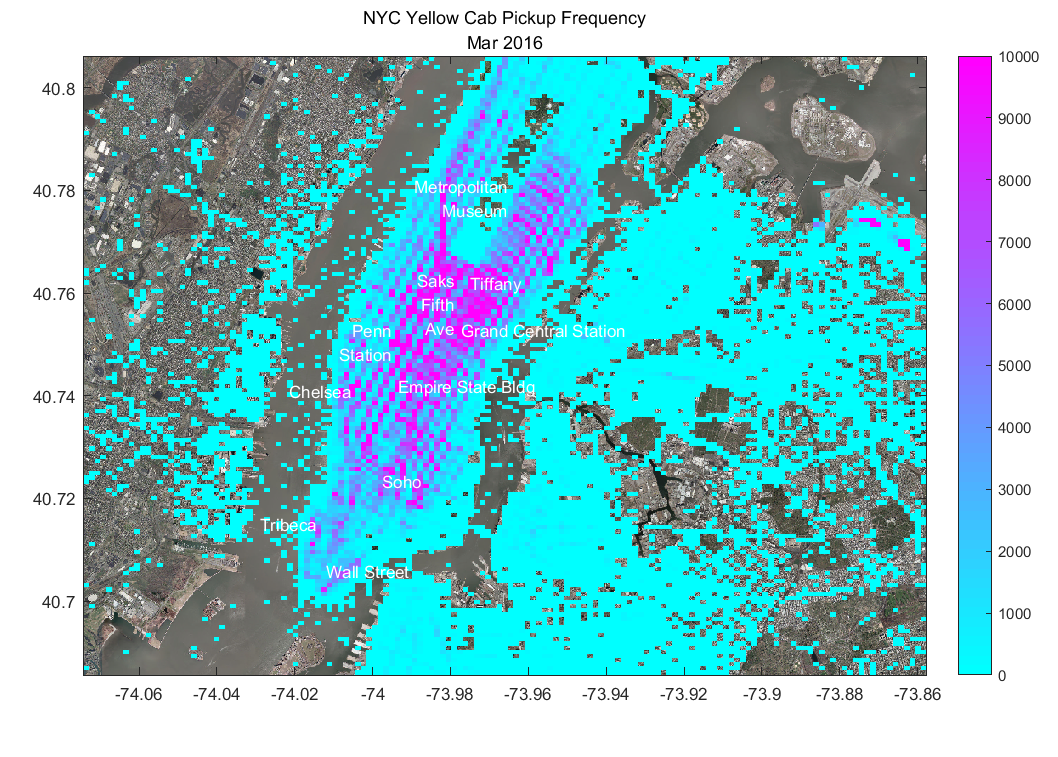 NYC Yellow Cab Pickup Frequency
Mar 2016
40.8
40.78
40.76
40.74
40.72
40.7
Metropolitan
Museum
Saks
Fifth
Ave
Tiffany
Penn
Station
Grand Central Station
Chelsea
Empire State Bldg
Soho
Tribeca
Wall Street
-74.06
-74.04
-74.02
-74
-73.98
-73.96
-73.94
-73.92
-73.9
-73.88
-73.86
10000
9000
8000
7000
6000
5000
4000
3000
2000
1000
0